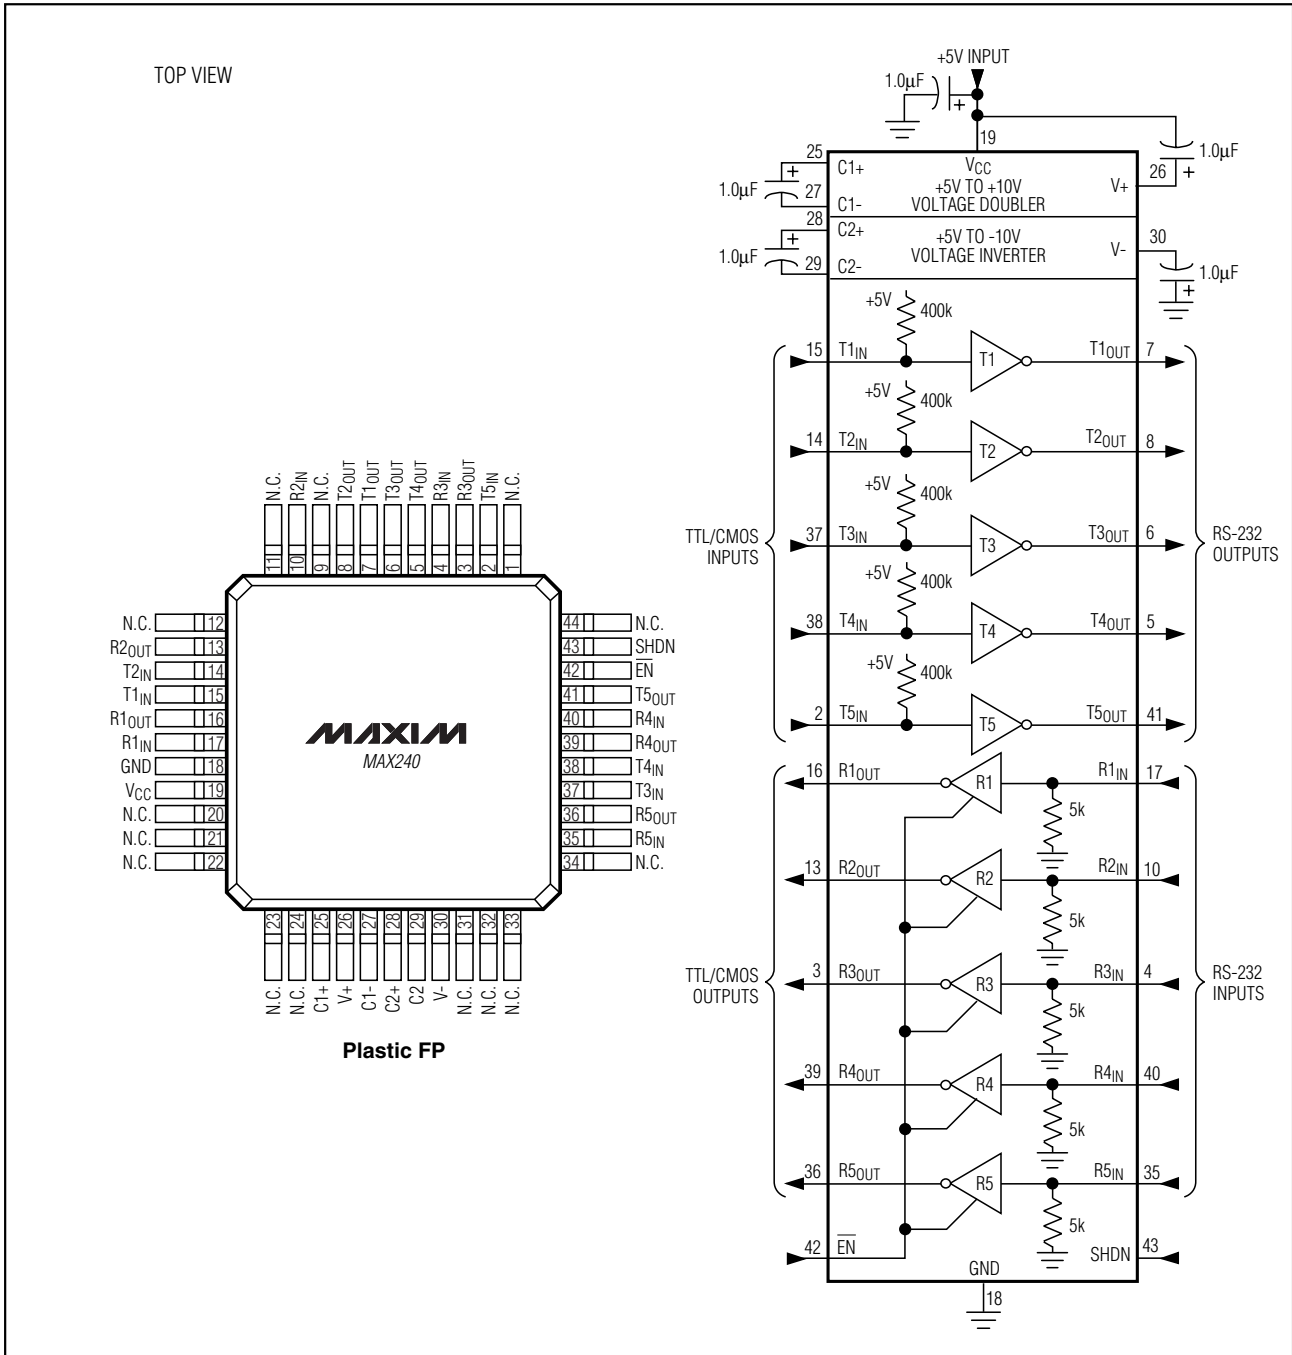 TOP VIEW
N.C.
R2IN
N.C.
T2OUT
T1OUT
T3OUT
T4OUT
R3IN
R3OUT
T5IN
N.C.
11 10 9 8 7 6 5 4 3 2 1
N.C. 12
R2OUT 13
T2IN 14
T1IN 15
R1OUT 16
R1IN 17
GND 18
VCC 19
N.C. 20
N.C. 21
N.C. 22
MAXIM
MAX240
44 N.C.
43 SHDN
42 EN
41 T5OUT
40 R4IN
39 R4OUT
38 T4IN
37 T3IN
36 R5OUT
35 R5IN
34 N.C.
23 24 25 26 27 28 29 30 31 32 33
N.C.
N.C.
C1+
V+
C1-
C2+
C2
V-
N.C.
N.C.
N.C.
Plastic FP
+5V INPUT
1.0µF
+
19
25
C1+
VCC
+5V TO +10V
VOLTAGE DOUBLER
V+
26
1.0µF
+
1.0µF
+
27
C1-
28
C2+
+5V TO -10V
VOLTAGE INVERTER
V-
30
1.0µF
+
1.0µF
+
29
C2-
+5V
400k
15 T1IN T1 T1OUT 7
+5V
400k
14 T2IN T2 T2OUT 8
+5V
400k
TTL/CMOS
INPUTS
37 T3IN T3 T3OUT 6
RS-232
OUTPUTS
+5V
400k
38 T4IN T4 T4OUT 5
+5V
400k
2 T5IN T5 T5OUT 41
16 R1OUT R1 R1IN 17
5k
13 R2OUT R2 R2IN 10
5k
TTL/CMOS
OUTPUTS
3 R3OUT R3 R3IN 4
RS-232
INPUTS
5k
39 R4OUT R4 R4IN 40
5k
36 R5OUT R5 R5IN 35
5k
42 EN
SHDN 43
GND
18